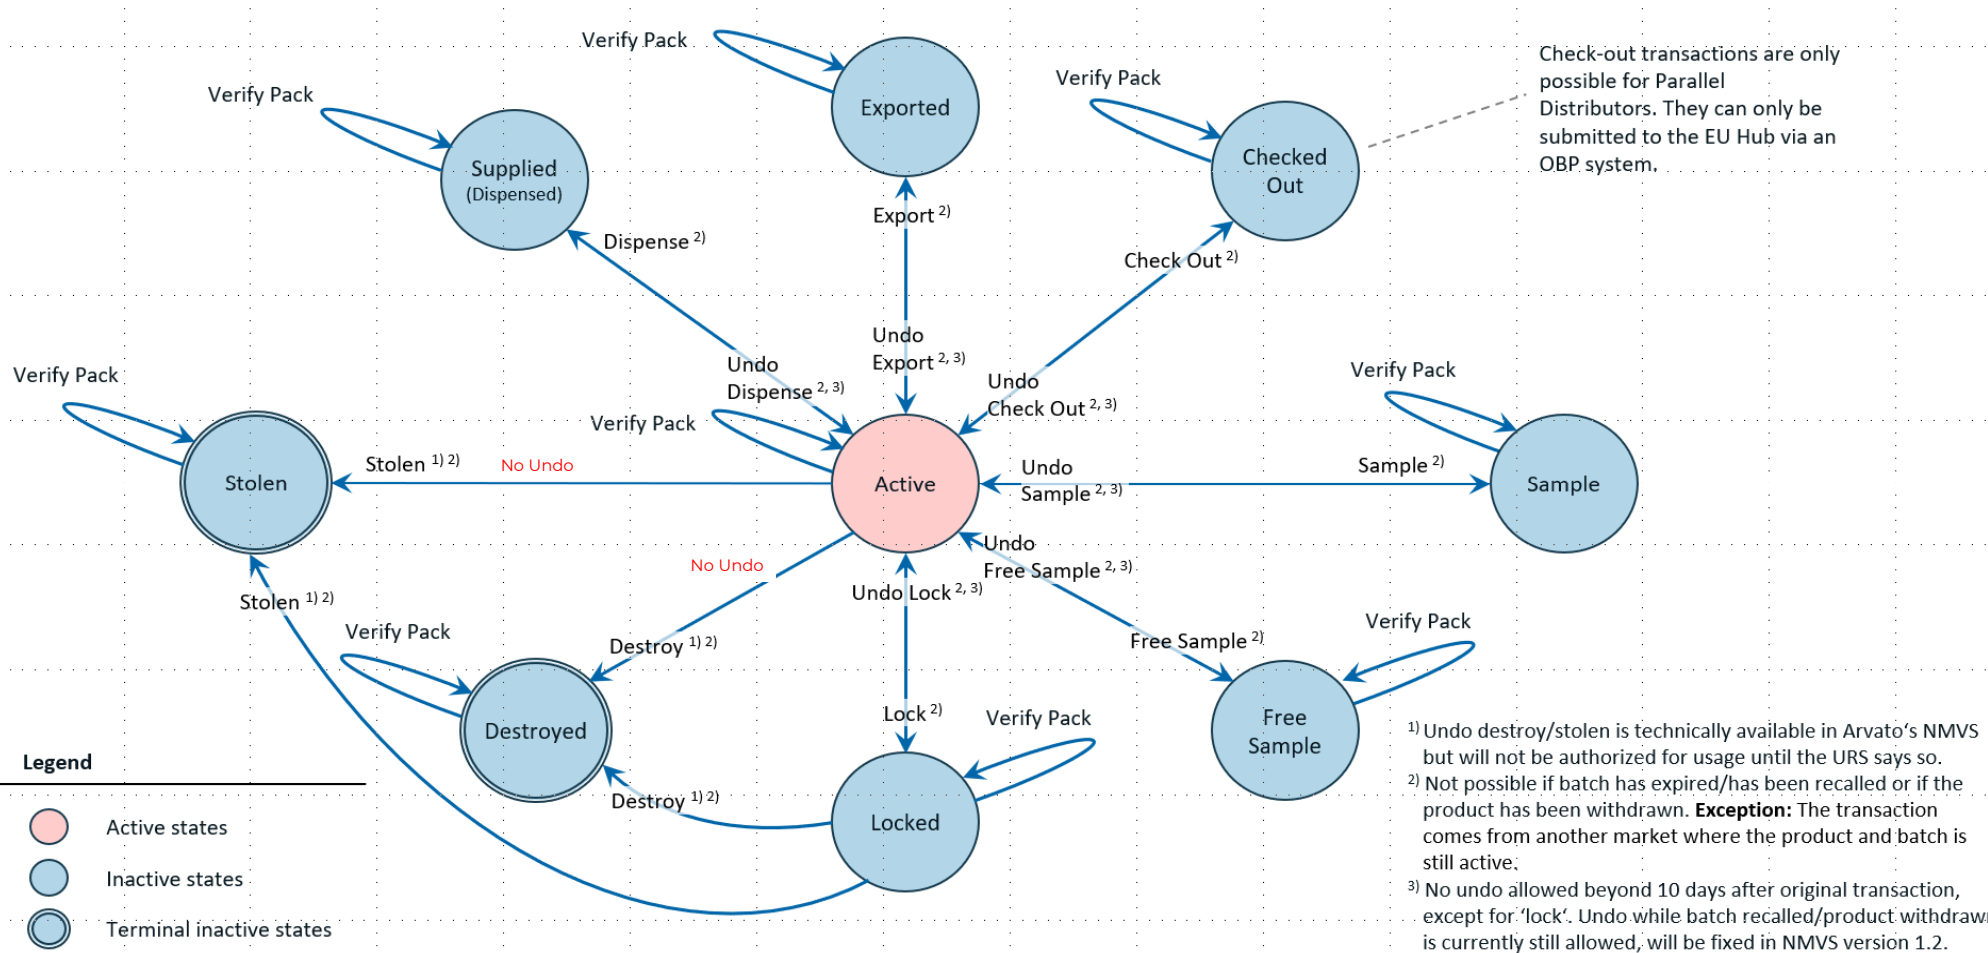 Verify Pack
Exported
Check-out transactions are only
possible for Parallel
Distributors. They can only be
submitted to the EU Hub via an
OBP system.
Verify Pack
Checked
Out
Verify Pack
Supplied
(Dispensed)
Export 2)
Dispense 2)
Check Out 2)
Undo
Export 2, 3)
Undo
Dispense 2, 3)
Undo
Check Out 2, 3)
Verify Pack
Verify Pack
Verify Pack
Stolen
Stolen 1) 2)
No Undo
Active
Undo
Sample 2, 3)
Sample 2)
Sample
No Undo
Undo
Free Sample 2, 3)
Undo Lock 2, 3)
Stolen 1) 2)
Verify Pack
Destroy 1) 2)
Free Sample 2)
Verify Pack
Destroyed
Lock 2)
Verify Pack
Free
Sample
Destroy 1) 2)
Locked
Legend
Active states
Inactive states
Terminal inactive states
1) Undo destroy/stolen is technically available in Arvato‘s NMVS
but will not be authorized for usage until the URS says so.
2) Not possible if batch has expired/has been recalled or if the
product has been withdrawn. Exception: The transaction
comes from another market where the product and batch is
still active.
3) No undo allowed beyond 10 days after original transaction,
except for ‘lock‘. Undo while batch recalled/product withdrawn
is currently still allowed, will be fixed in NMVS version 1.2.